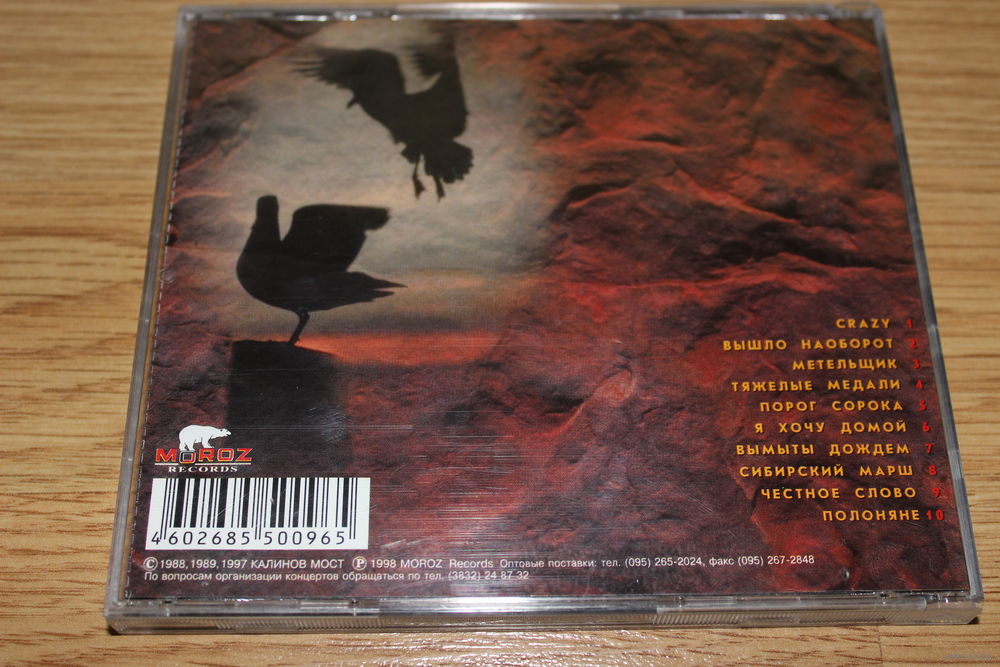 CRAZY 1
ВЫШЛО НАОБОРОТ 2
МЕТЕЛЬЩИК 3
ТЯЖЕЛЫЕ МЕДАЛИ 4
ПОРОГ СОРОКА 5
Я ХОЧУ ДОМОЙ 6
ВЫМЫТЫ ДОЖДЕМ 7
СИБИРСКИЙ МАРШ 8
ЧЕСТНОЕ СЛОВО 9
ПОЛОНЯНЕ 10
MOROZ
RECORDS
4 602685 500965
©1988, 1989, 1997 КАЛИНОВ МОСТ ℗ 1998 MOROZ Records Оптовые поставки: тел. (095) 265-2024, факс (095) 267-2848
По вопросам организации концертов обращаться по тел. (3832) 24 87 32